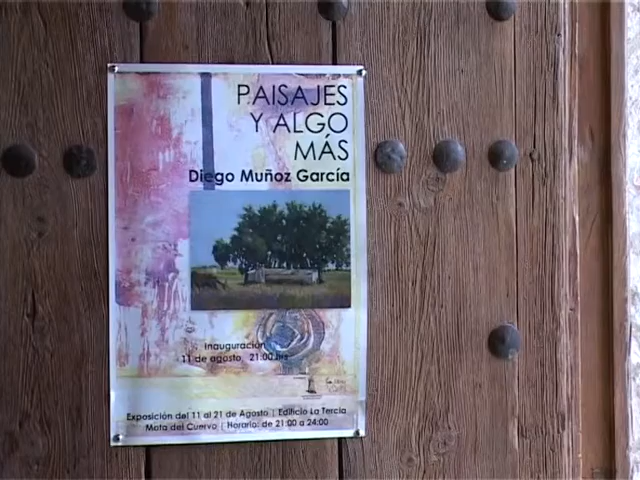 PAISAJES
Y ALGO
MÁS
Diego Muñoz García
Inauguración
11 de agosto 21:00 hrs
Exposición del 11 al 21 de Agosto | Edificio La Tercia
Mota del Cuervo | Horario: de 21:00 a 24:00